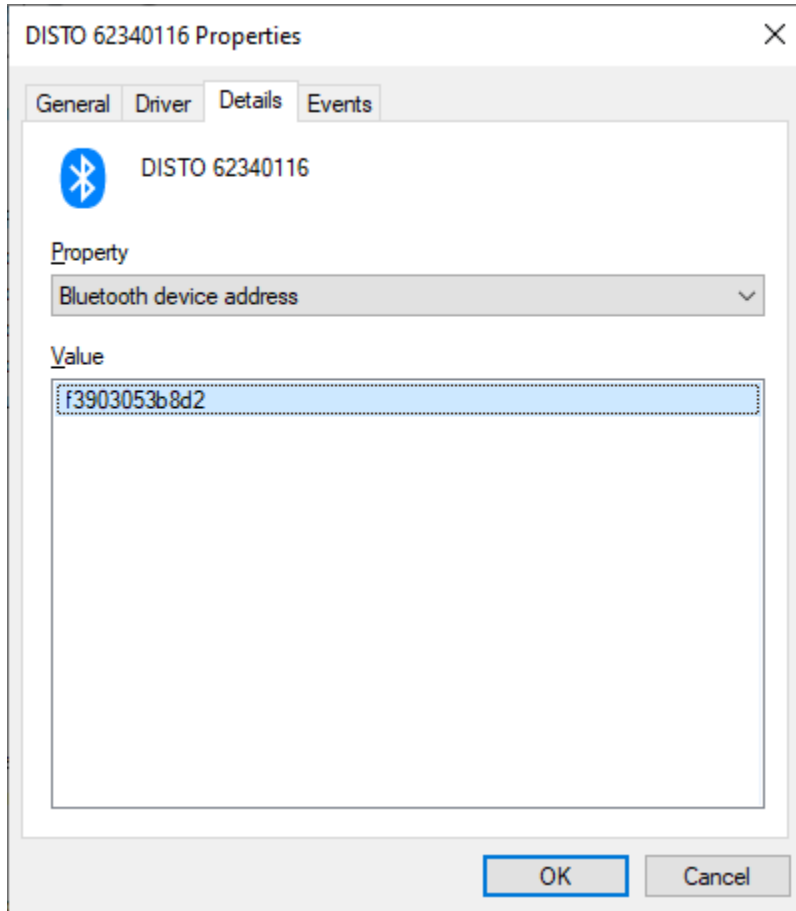 DISTO 62340116 Properties
General Driver Details Events
DISTO 62340116
Property
Bluetooth device address
Value
f3903053b8d2
OK Cancel